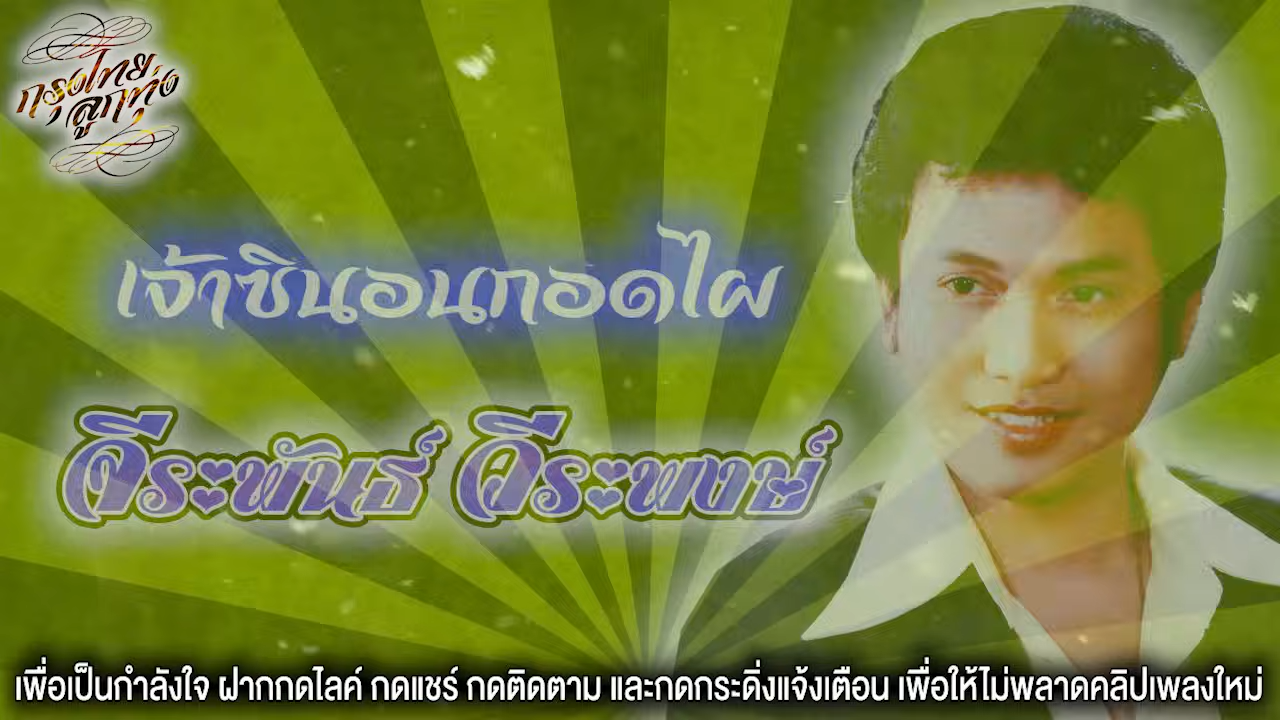 กรุงไทย
ลูกทุ่ง
เจ้าซินอนกอดไผ
จีระพันธ์ วีระพงษ์
เพื่อเป็นกำลังใจ ฝากกดไลค์ กดแชร์ กดติดตาม และกดกระดิ่งแจ้งเตือน เพื่อให้ไม่พลาดคลิปเพลงใหม่